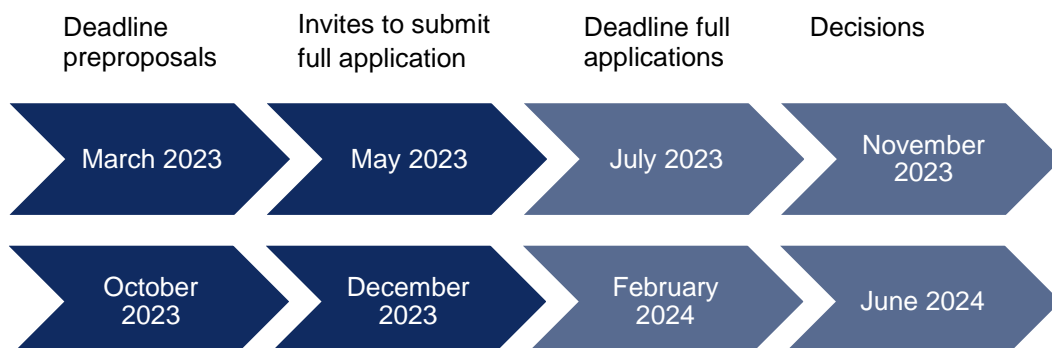 Deadline
preproposals
Invites to submit
full application
Deadline full
applications
Decisions
March 2023
May 2023
July 2023
November
2023
October
2023
December
2023
February
2024
June 2024